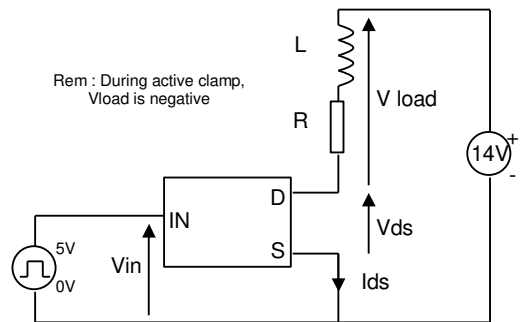 L
Rem : During active clamp,
Vload is negative
V load
R
14V
+
-
D
IN
Vds
S
5V
0V
Vin
Ids